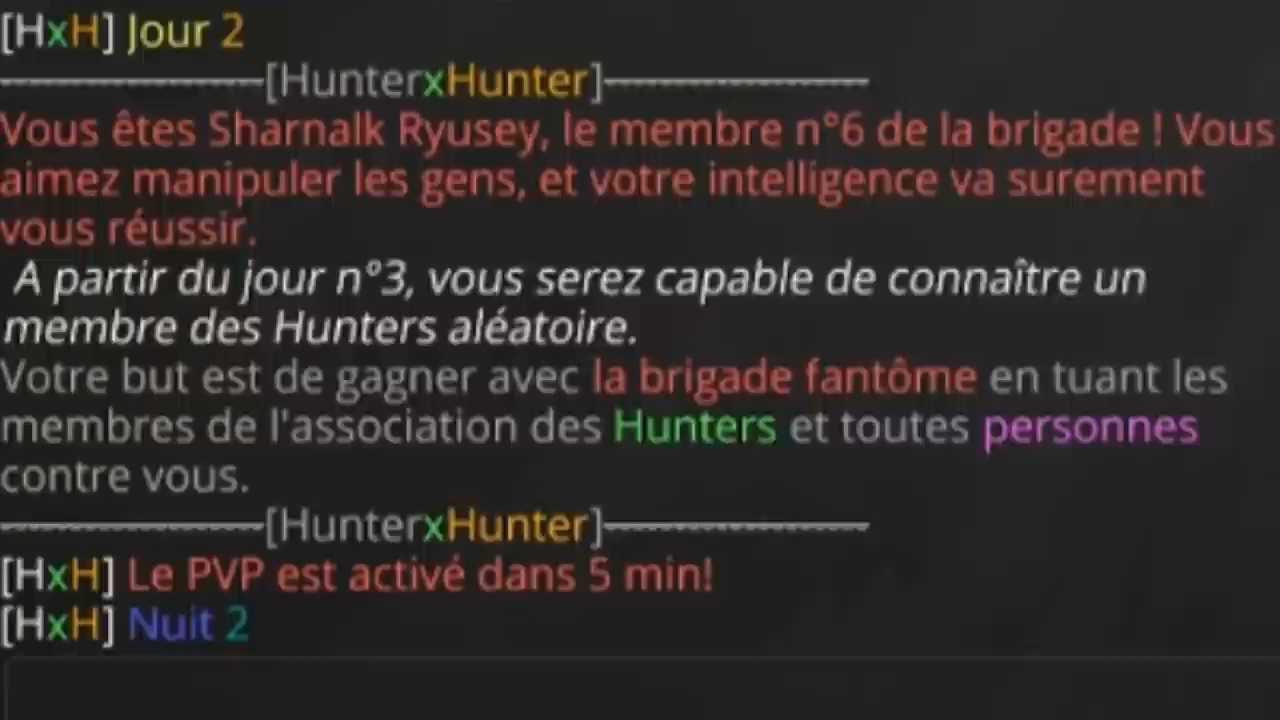 [HxH] Jour 2
--------------------[HunterxHunter]--------------------
Vous êtes Sharnalk Ryusey, le membre n°6 de la brigade ! Vous
aimez manipuler les gens, et votre intelligence va surement
vous réussir.
A partir du jour n°3, vous serez capable de connaître un
membre des Hunters aléatoire.
Votre but est de gagner avec la brigade fantôme en tuant les
membres de l'association des Hunters et toutes personnes
contre vous.
--------------------[HunterxHunter]--------------------
[HxH] Le PVP est activé dans 5 min!
[HxH] Nuit 2